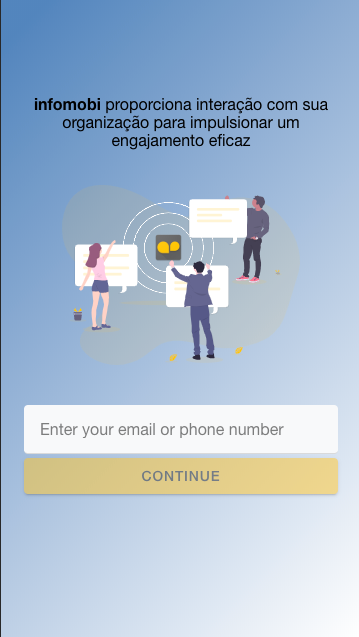 infomobi proporciona interação com sua
organização para impulsionar um
engajamento eficaz
Enter your email or phone number
CONTINUE